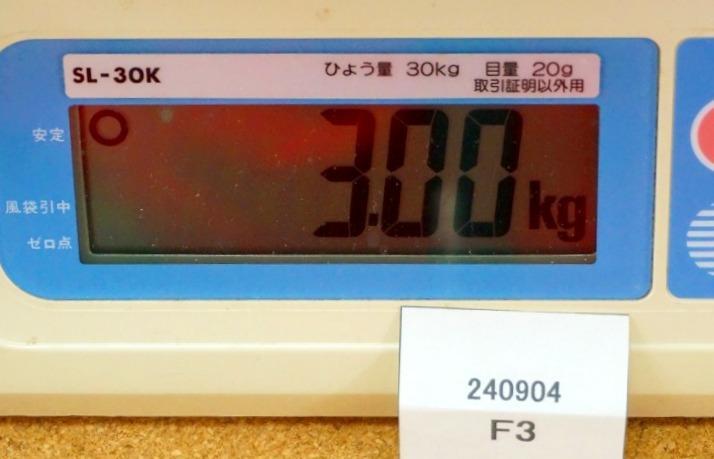 SL-30K ひょう量 30kg 目量 20g
取引証明以外用
安定
3.00 kg
風袋引中
ゼロ点
240904
F3